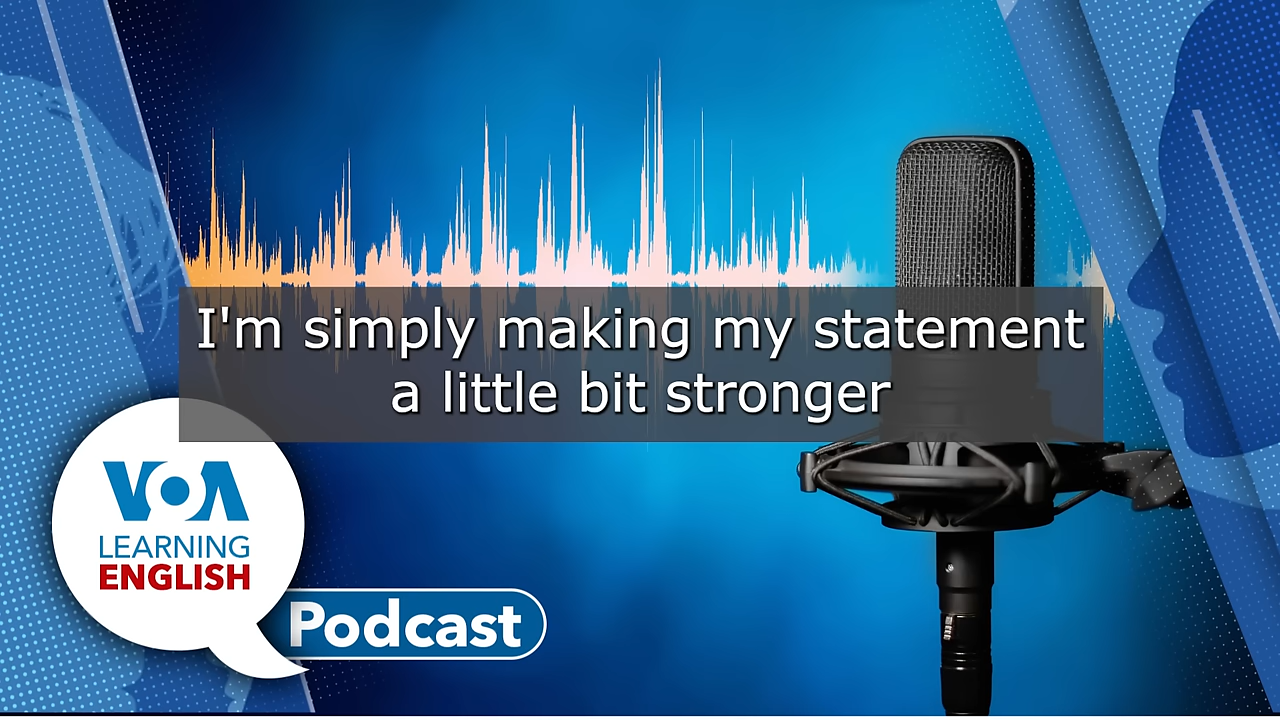 I'm simply making my statement
a little bit stronger
VOA
LEARNING
ENGLISH
Podcast